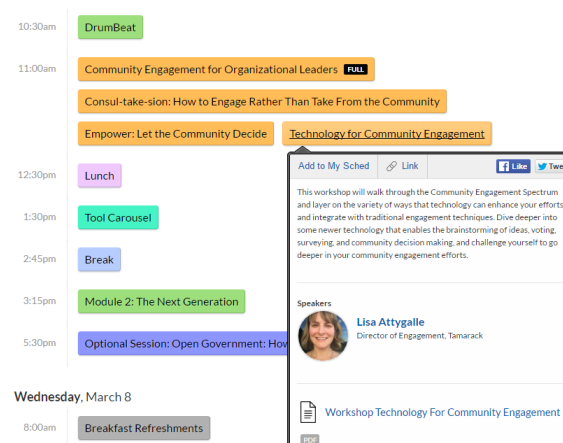 10:30am DrumBeat
11:00am Community Engagement for Organizational Leaders FULL
Consul-take-sion: How to Engage Rather Than Take From the Community
Empower: Let the Community Decide Technology for Community Engagement
Add to My Sched Link Like Twe
12:30pm Lunch
This workshop will walk through the Community Engagement Spectrum
and layer on the variety of ways that technology can enhance your efforts
and integrate with traditional engagement techniques. Dive deeper into
some newer technology that enables the brainstorming of ideas, voting,
surveying, and community decision making, and challenge yourself to go
deeper in your community engagement efforts.
1:30pm Tool Carousel
2:45pm Break
3:15pm Module 2: The Next Generation
Speakers
Lisa Attygalle
Director of Engagement, Tamarack
5:30pm Optional Session: Open Government: How
Wednesday, March 8
Workshop Technology For Community Engagement
PDF
8:00am Breakfast Refreshments